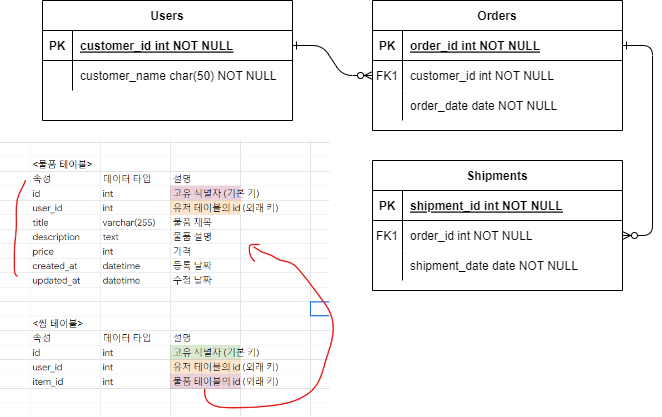 Users
PK customer_id int NOT NULL
customer_name char(50) NOT NULL
Orders
PK order_id int NOT NULL
FK1 customer_id int NOT NULL
order_date date NOT NULL
Shipments
PK shipment_id int NOT NULL
FK1 order_id int NOT NULL
shipment_date date NOT NULL
<물품 테이블>
속성 데이터 타입 설명
id int 고유 식별자 (기본 키)
user_id int 유저 테이블의 id (외래 키)
title varchar(255) 물품 제목
description text 물품 설명
price int 가격
created_at datetime 등록 날짜
updated_at datetime 수정 날짜
<찜 테이블>
속성 데이터 타입 설명
id int 고유 식별자 (기본 키)
user_id int 유저 테이블의 id (외래 키)
item_id int 물품 테이블의 id (외래 키)